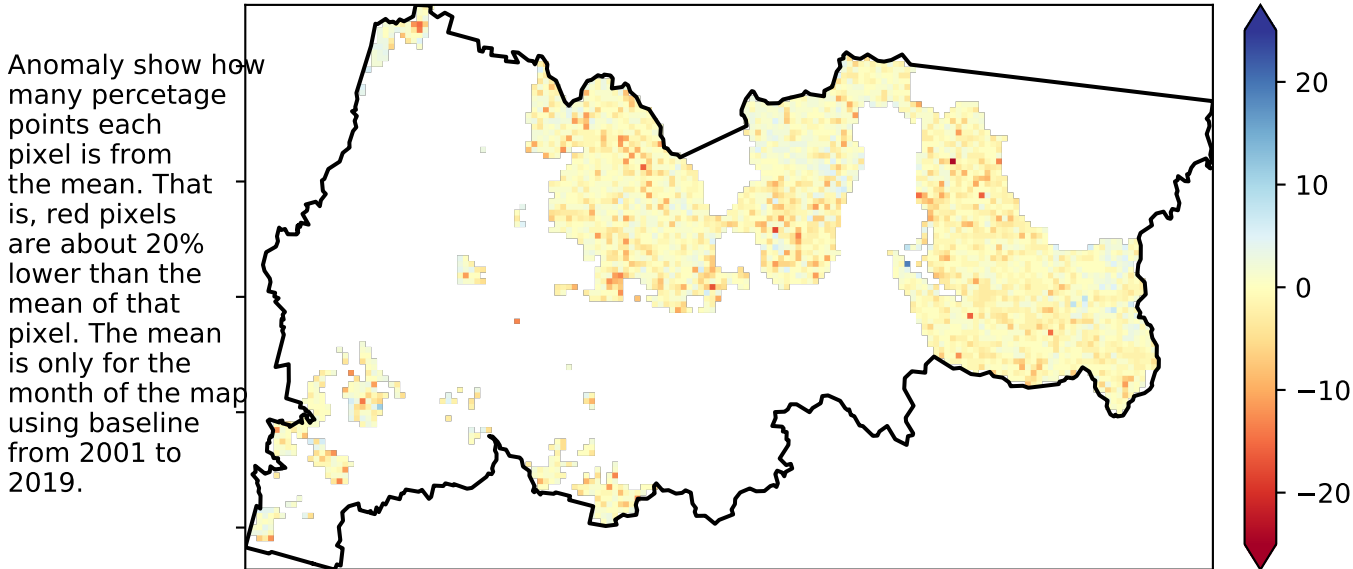 Anomaly show how
many percetage
points each
pixel is from
the mean. That
is, red pixels
are about 20%
lower than the
mean of that
pixel. The mean
is only for the
month of the map
using baseline
from 2001 to
2019.
20
10
0
−10
−20